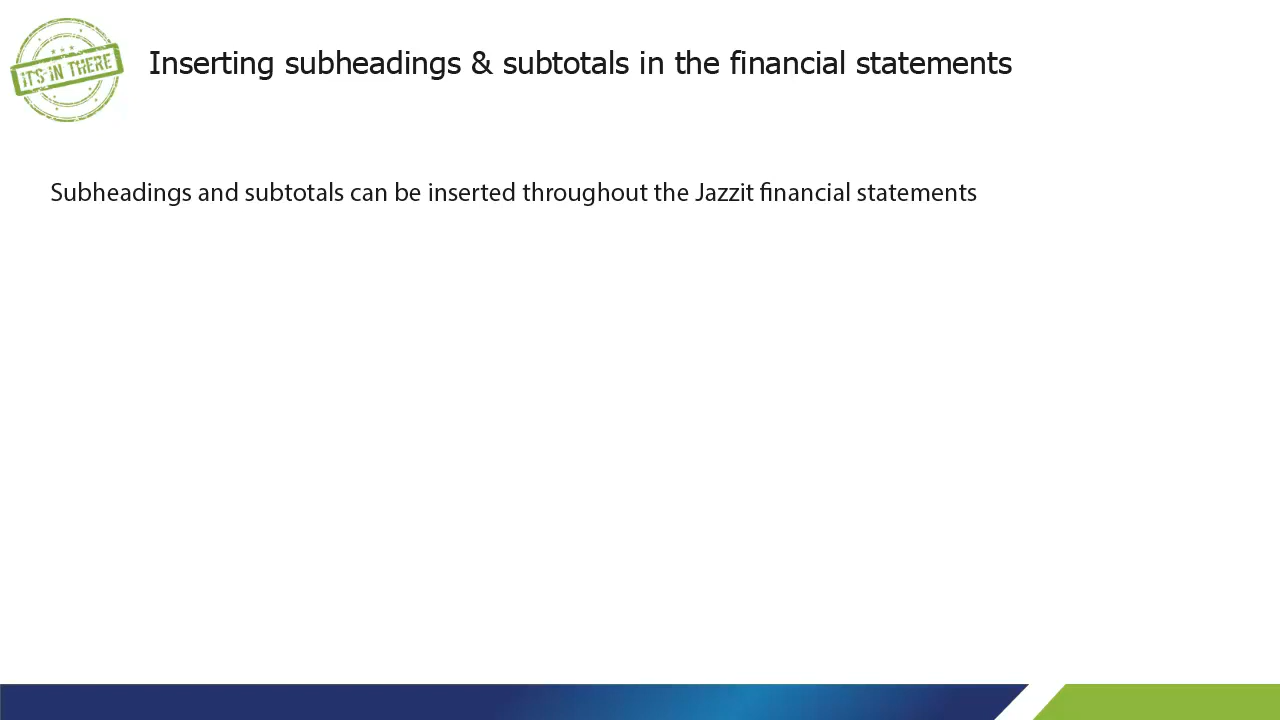 IT'S IN THERE
Inserting subheadings & subtotals in the financial statements
Subheadings and subtotals can be inserted throughout the Jazzit financial statements